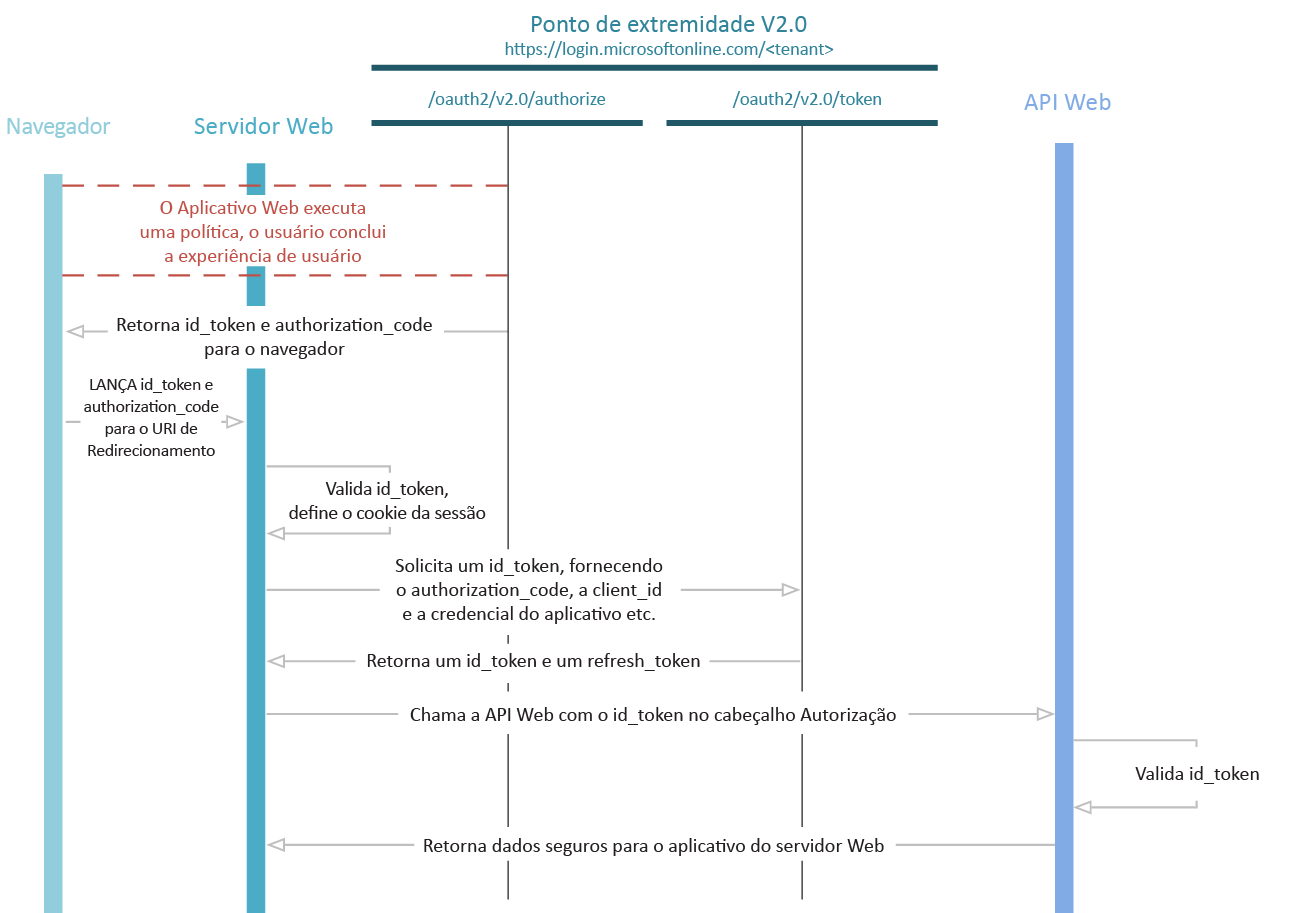 Ponto de extremidade V2.0
https://login.microsoftonline.com/<tenant>
/oauth2/v2.0/authorize
/oauth2/v2.0/token
API Web
Navegador
Servidor Web
O Aplicativo Web executa
uma política, o usuário conclui
a experiência de usuário
Retorna id_token e authorization_code
para o navegador
LANÇA id_token e
authorization_code
para o URI de
Redirecionamento
Valida id_token,
define o cookie da sessão
Solicita um id_token, fornecendo
o authorization_code, a client_id
e a credencial do aplicativo etc.
Retorna um id_token e um refresh_token
Chama a API Web com o id_token no cabeçalho Autorização
Valida id_token
Retorna dados seguros para o aplicativo do servidor Web